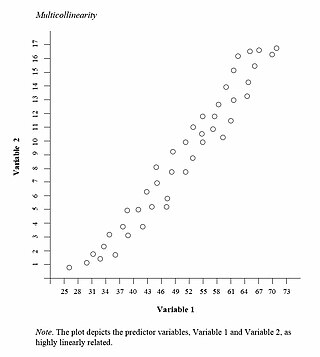 Multicollinearity
17
16
15
14
13
12
11
10
9
8
7
6
5
4
3
2
1
Variable 2
25 28 31 34 37 40 43 46 49 52 55 58 61 64 67 70 73
Variable 1
Note. The plot depicts the predictor variables, Variable 1 and Variable 2, as
highly linearly related.